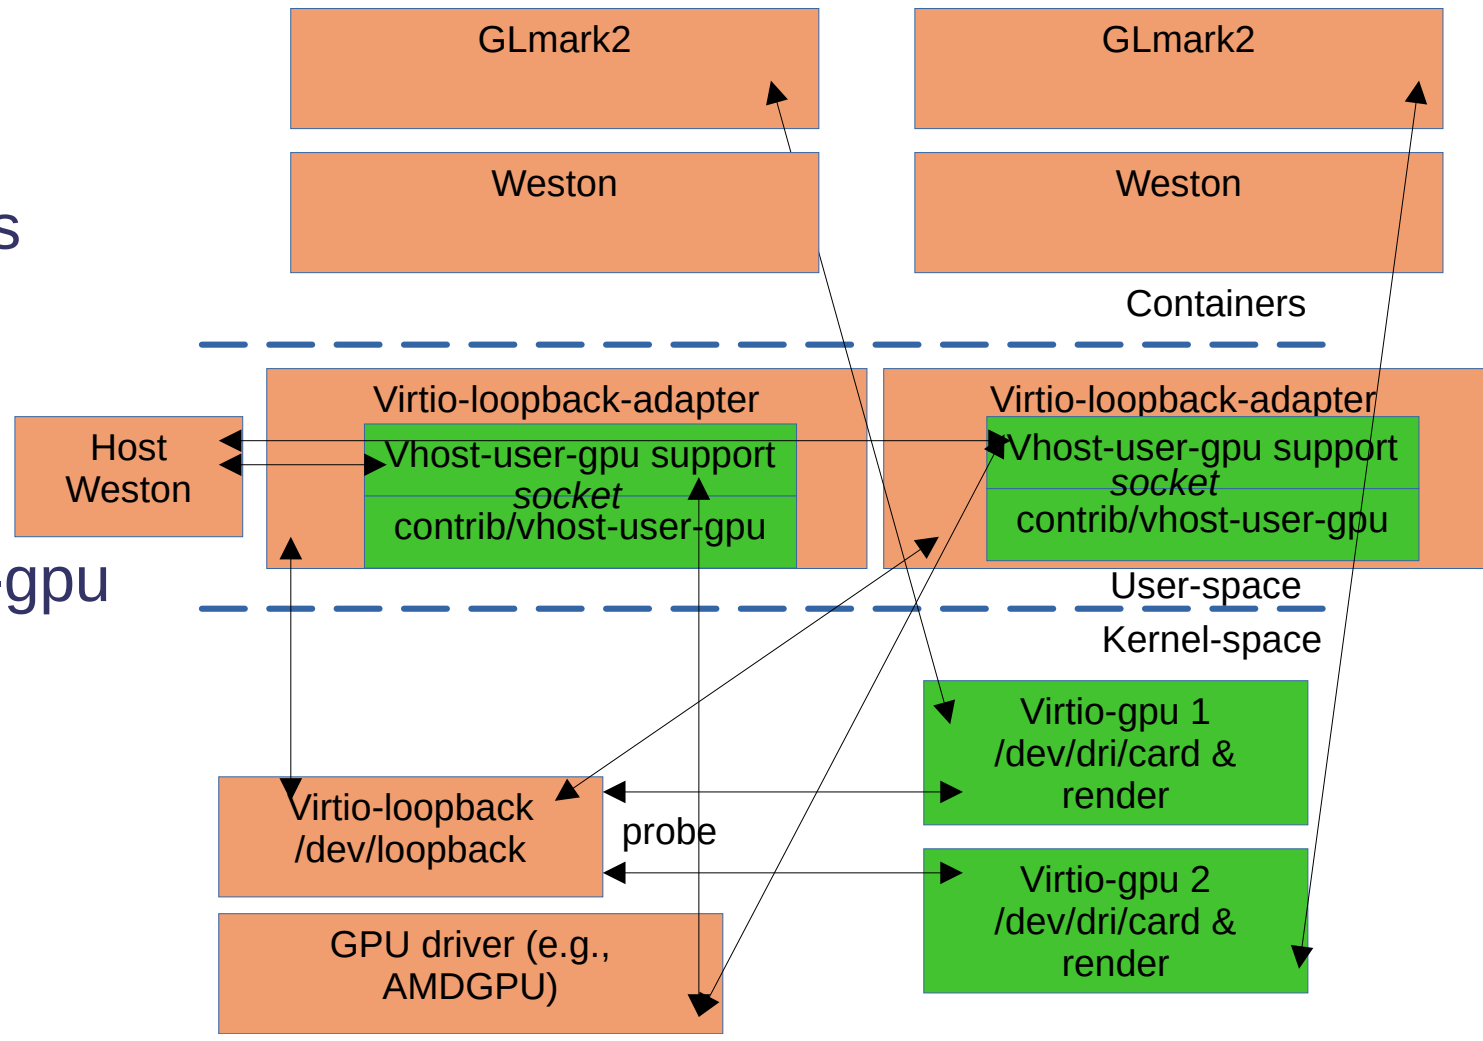 GLmark2
GLmark2
Weston
Weston
s
Containers
Virtio-loopback-adapter
Virtio-loopback-adapter
Host
Weston
Vhost-user-gpu support
socket
contrib/vhost-user-gpu
Vhost-user-gpu support
socket
contrib/vhost-user-gpu
-gpu
User-space
Kernel-space
Virtio-gpu 1
/dev/dri/card &
render
Virtio-loopback
/dev/loopback
probe
Virtio-gpu 2
/dev/dri/card &
render
GPU driver (e.g.,
AMDGPU)